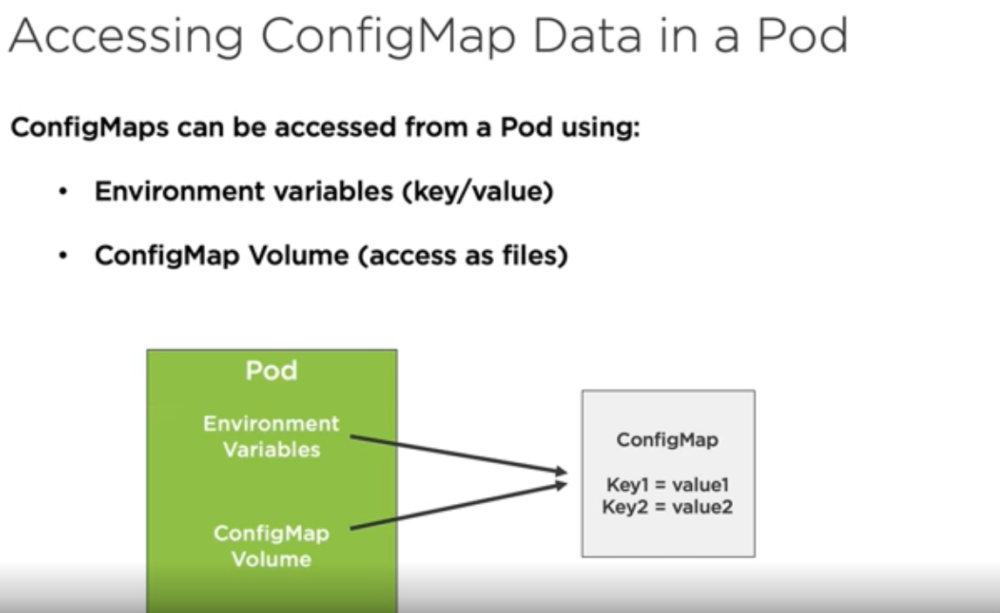 Accessing ConfigMap Data in a Pod
ConfigMaps can be accessed from a Pod using:
• Environment variables (key/value)
• ConfigMap Volume (access as files)
Pod
Environment
Variables
ConfigMap
Volume
ConfigMap
Key1 = value1
Key2 = value2